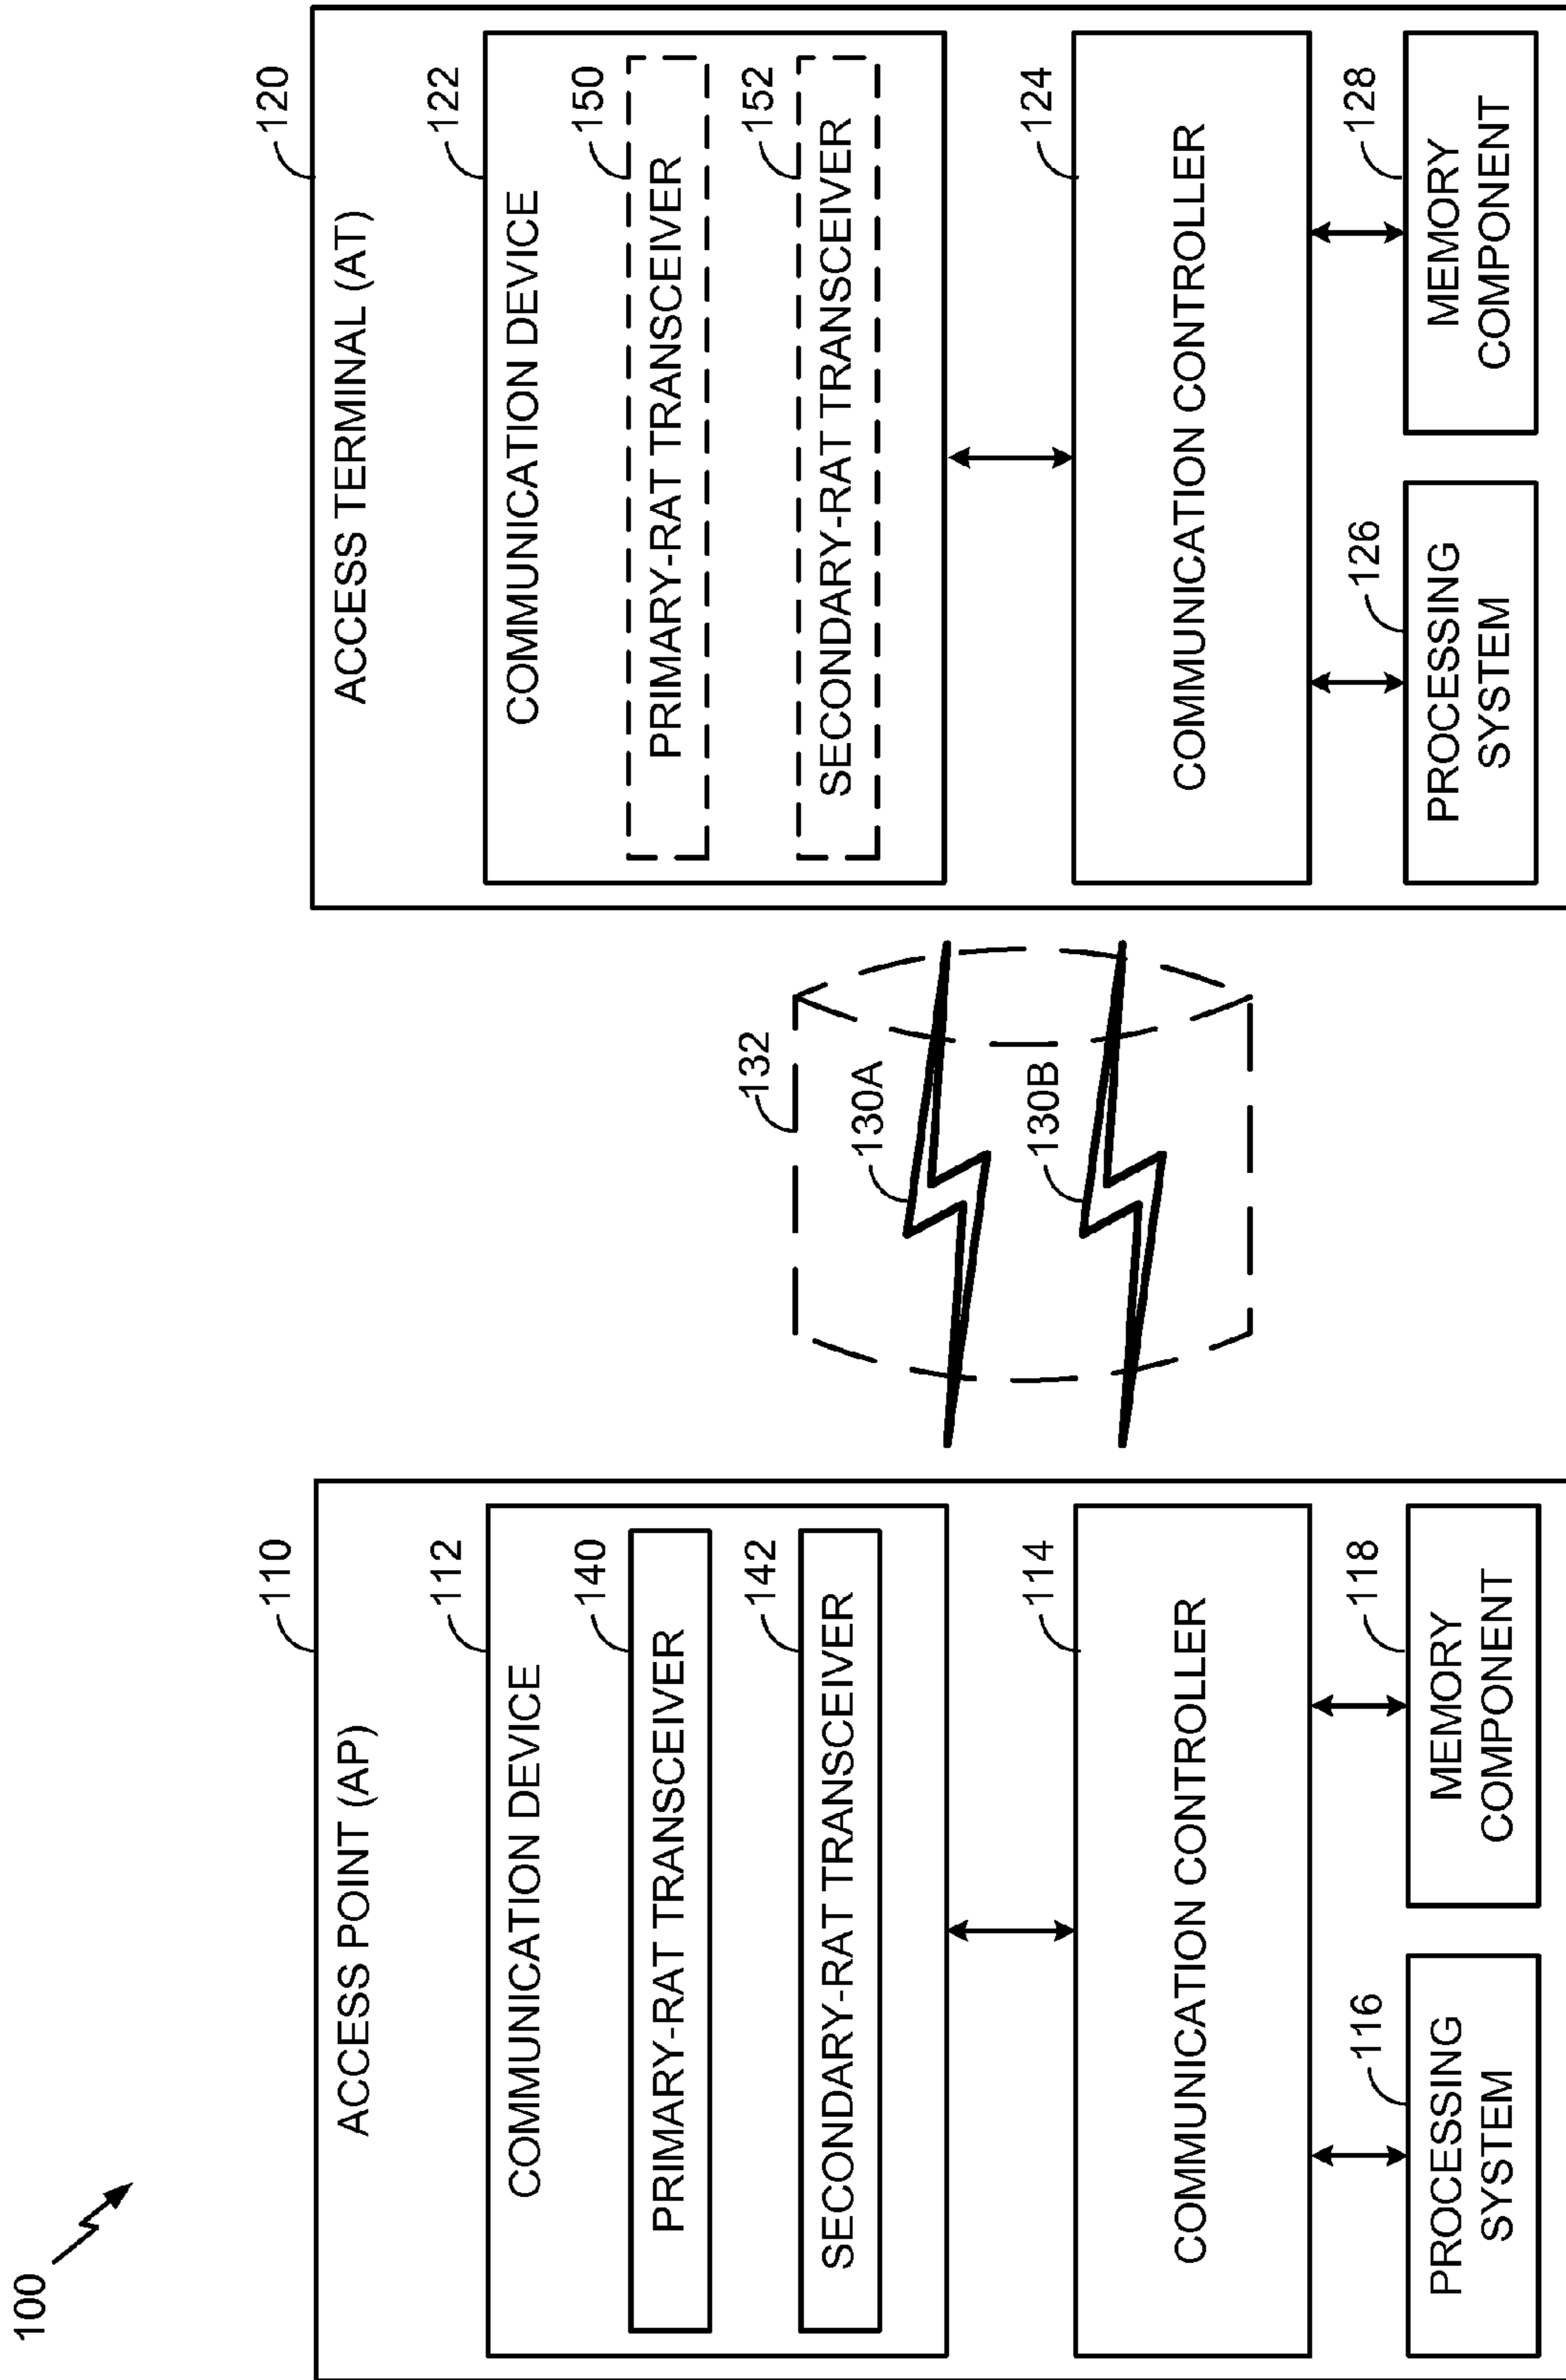 100
110
ACCESS POINT (AP)
112
COMMUNICATION DEVICE
140
PRIMARY-RAT TRANSCEIVER
142
SECONDARY-RAT TRANSCEIVER
114
COMMUNICATION CONTROLLER
116
PROCESSING
SYSTEM
118
MEMORY
COMPONENT
132
130A
130B
120
ACCESS TERMINAL (AT)
122
COMMUNICATION DEVICE
150
PRIMARY-RAT TRANSCEIVER
152
SECONDARY-RAT TRANSCEIVER
124
COMMUNICATION CONTROLLER
126
PROCESSING
SYSTEM
128
MEMORY
COMPONENT